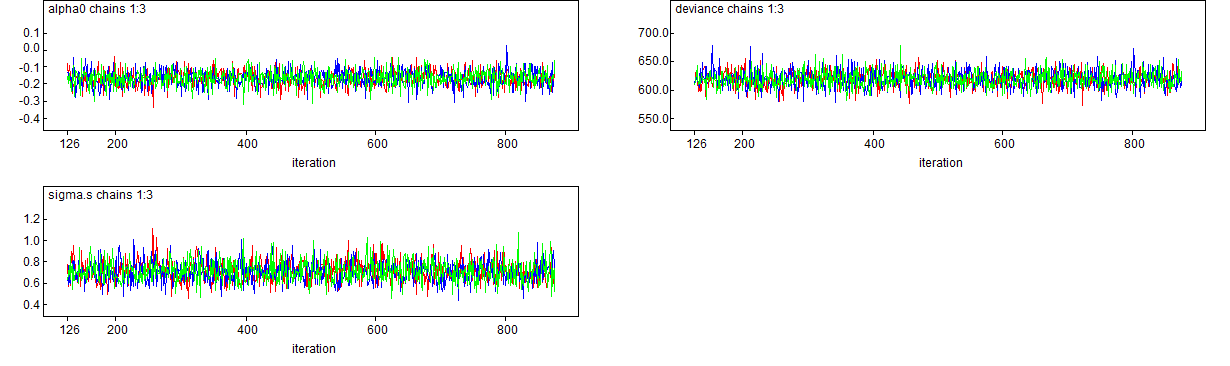 alpha0 chains 1:3
0.1
0.0
-0.1
-0.2
-0.3
-0.4
126 200 400 600 800
iteration
deviance chains 1:3
700.0
650.0
600.0
550.0
126 200 400 600 800
iteration
sigma.s chains 1:3
1.2
1.0
0.8
0.6
0.4
126 200 400 600 800
iteration